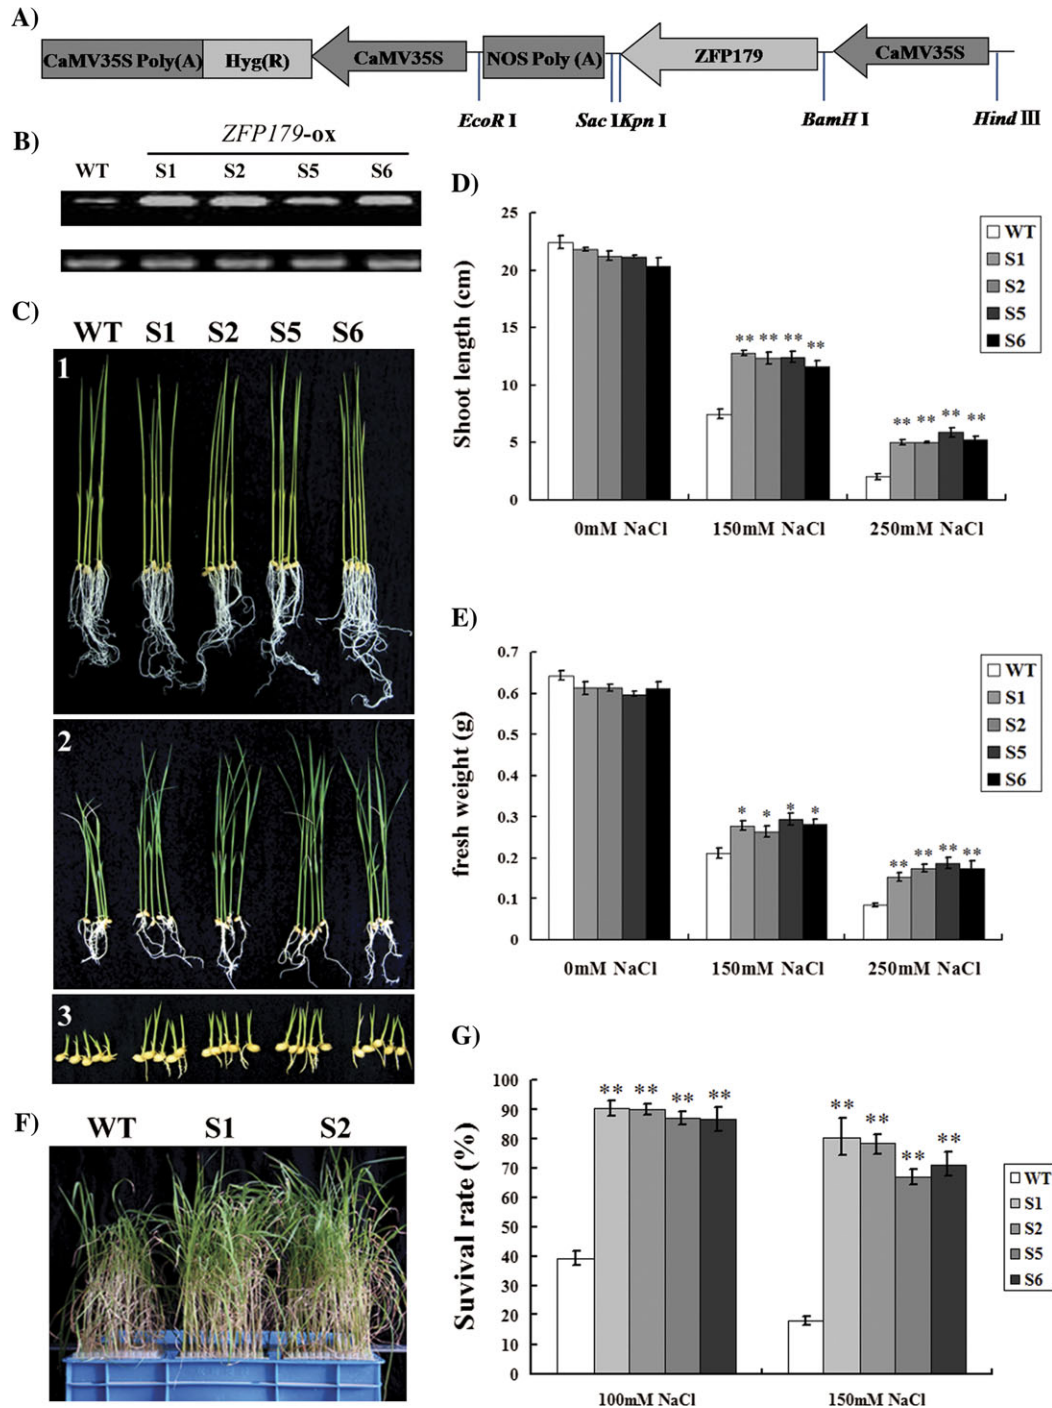 A)
CaMV35S Poly(A) Hyg(R) CaMV35S NOS Poly (A) ZFP179 CaMV35S
EcoR I Sac I Kpn I BamH I Hind III
B)
ZFP179-ox
WT S1 S2 S5 S6
C)
WT S1 S2 S5 S6
1
2
3
D)
Shoot length (cm)
25
20
15
10
5
0
** ** ** **
** ** ** **
0mM NaCl 150mM NaCl 250mM NaCl
WT
S1
S2
S5
S6
E)
fresh weight (g)
0.7
0.6
0.5
0.4
0.3
0.2
0.1
0
* * * *
** ** ** **
0mM NaCl 150mM NaCl 250mM NaCl
WT
S1
S2
S5
S6
F)
WT S1 S2
G)
Suvival rate (%)
100
90
80
70
60
50
40
30
20
10
0
** ** ** **
** ** ** **
100mM NaCl 150mM NaCl
WT
S1
S2
S5
S6